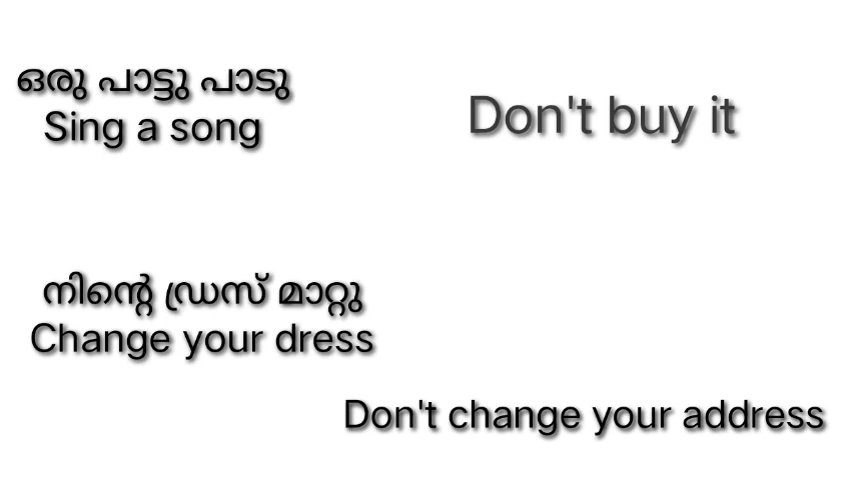 ഒരു പാട്ടു പാടു
Sing a song
Don't buy it
നിന്റെ ഡ്രസ് മാറ്റു
Change your dress
Don't change your address